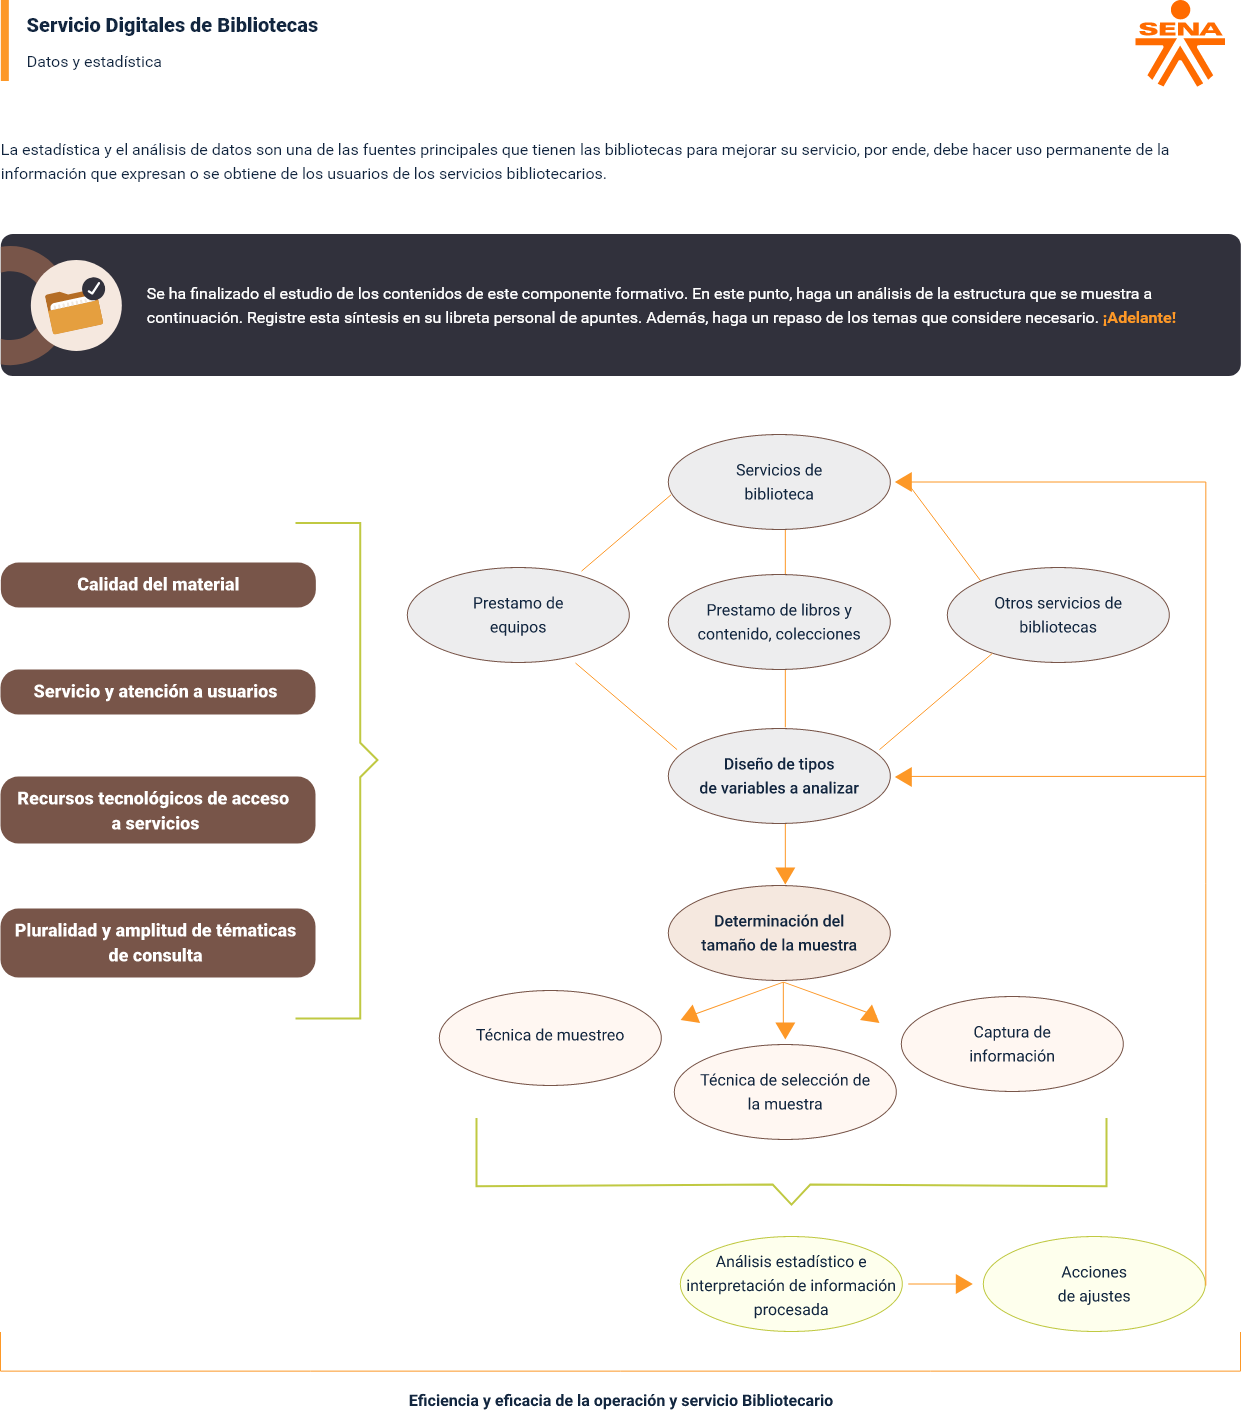 Servicio Digitales de Bibliotecas
Datos y estadística
SENA
La estadística y el análisis de datos son una de las fuentes principales que tienen las bibliotecas para mejorar su servicio, por ende, debe hacer uso permanente de la
información que expresan o se obtiene de los usuarios de los servicios bibliotecarios.
Se ha finalizado el estudio de los contenidos de este componente formativo. En este punto, haga un análisis de la estructura que se muestra a
continuación. Registre esta síntesis en su libreta personal de apuntes. Además, haga un repaso de los temas que considere necesario. ¡Adelante!
Calidad del material
Servicio y atención a usuarios
Recursos tecnológicos de acceso
a servicios
Pluralidad y amplitud de tématicas
de consulta
Servicios de
biblioteca
Prestamo de
equipos
Prestamo de libros y
contenido, colecciones
Otros servicios de
bibliotecas
Diseño de tipos
de variables a analizar
Determinación del
tamaño de la muestra
Técnica de muestreo
Técnica de selección de
la muestra
Captura de
información
Análisis estadístico e
interpretación de información
procesada
Acciones
de ajustes
Eficiencia y eficacia de la operación y servicio Bibliotecario